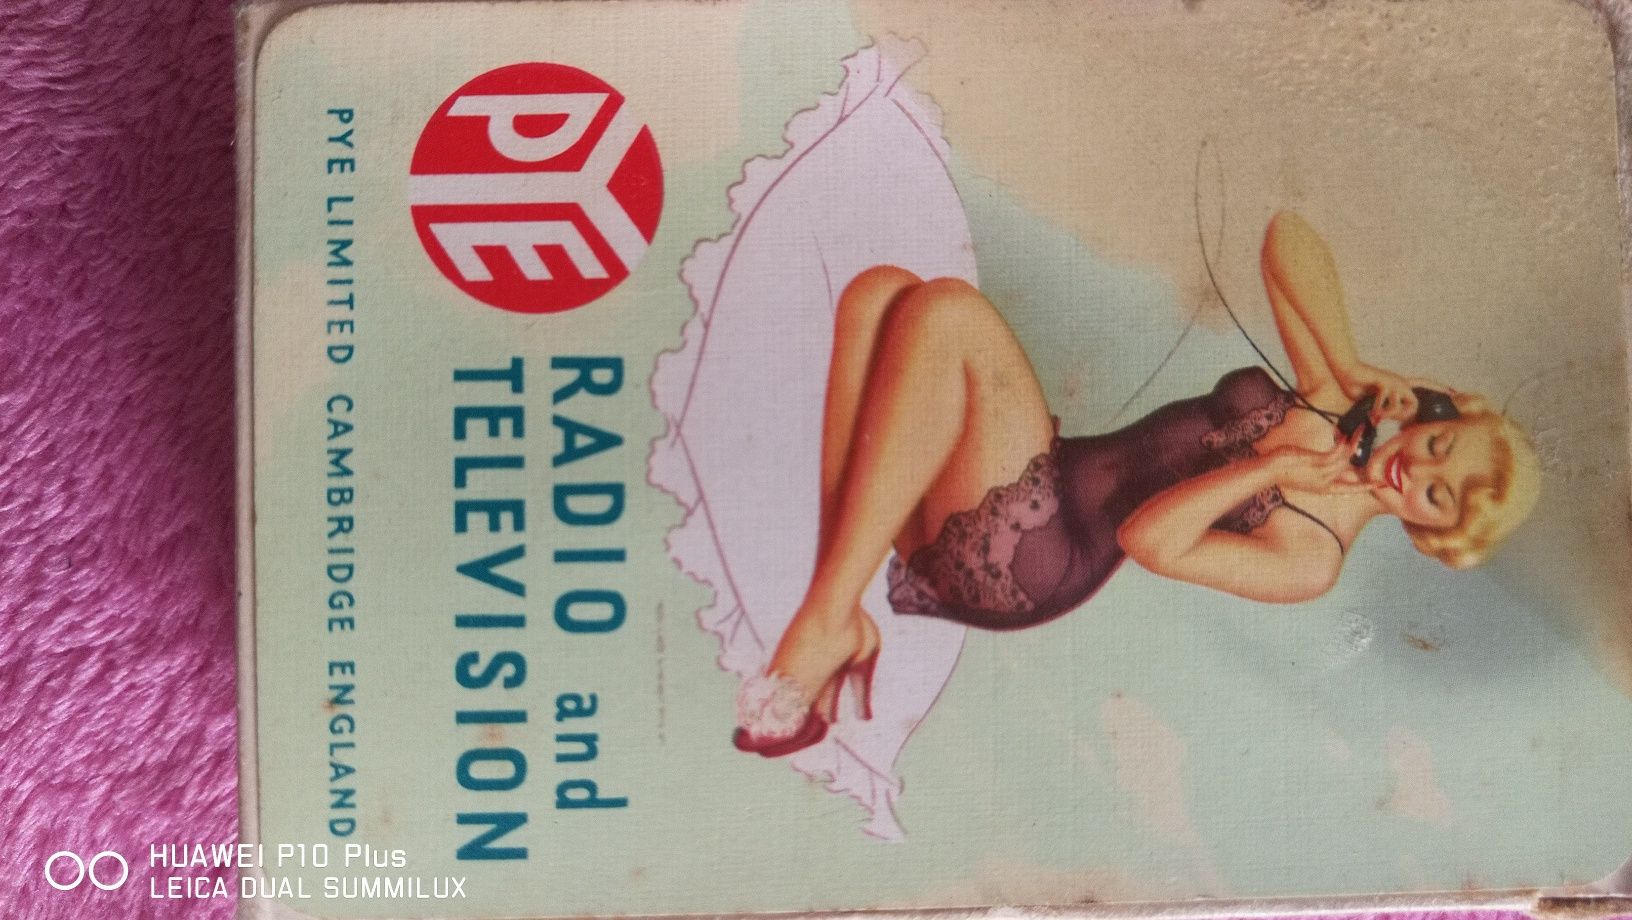 PYE
RADIO and
TELEVISION
PYE LIMITED CAMBRIDGE ENGLAND
HUAWEI P10 Plus
LEICA DUAL SUMMILUX